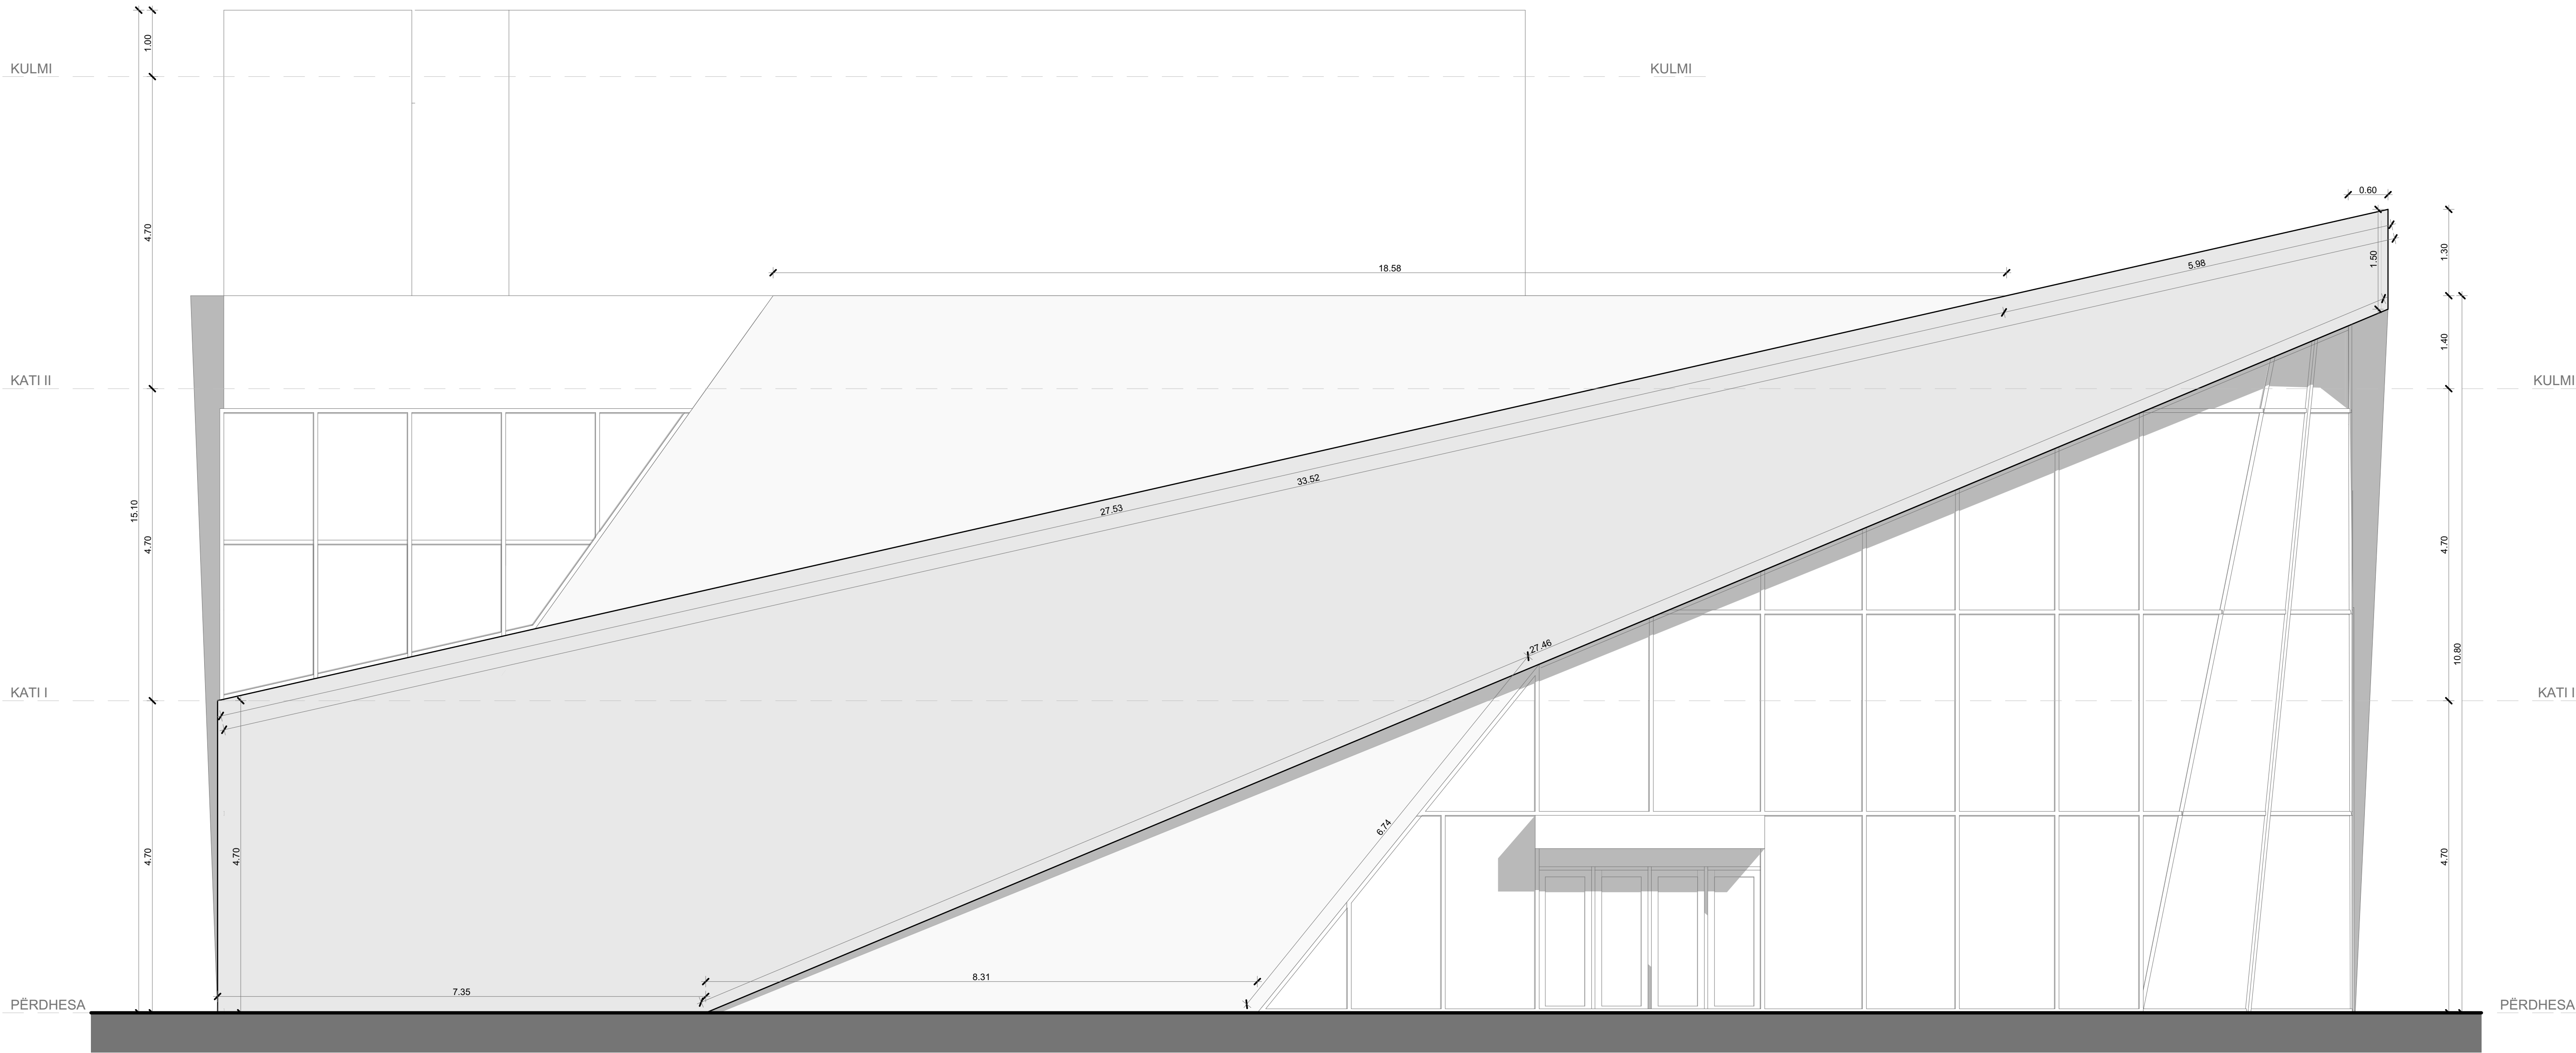 1.00
KULMI
KULMI
0.60
4.70
1.30
1.50
5.98
18.58
1.40
KATI II
KULMI
33.52
27.53
15.10
4.70
4.70
27.46
10.80
KATI I
KATI I
6.74
4.70
4.70
4.70
8.31
7.35
PËRDHESA
PËRDHESA